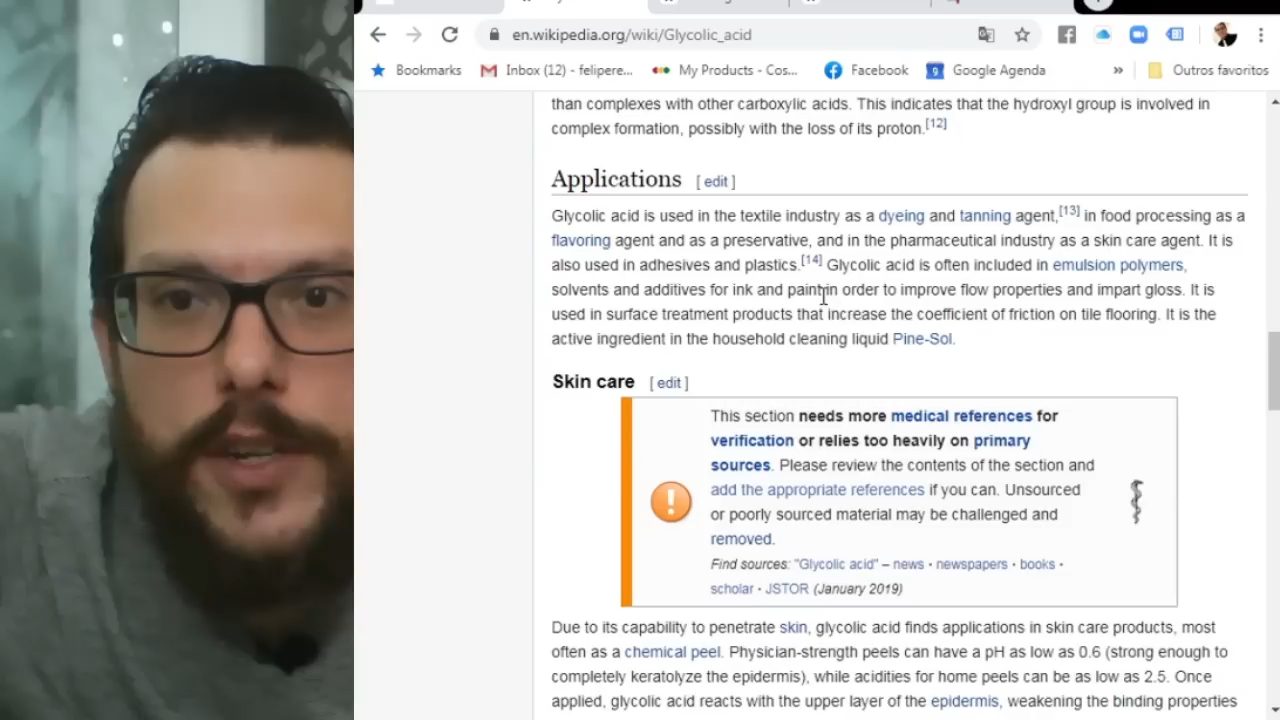 en.wikipedia.org/wiki/Glycolic_acid
Bookmarks Inbox (12) - felipere... My Products - Cos... Facebook 9 Google Agenda » Outros favoritos
than complexes with other carboxylic acids. This indicates that the hydroxyl group is involved in
complex formation, possibly with the loss of its proton.[12]
Applications [ edit ]
Glycolic acid is used in the textile industry as a dyeing and tanning agent,[13] in food processing as a
flavoring agent and as a preservative, and in the pharmaceutical industry as a skin care agent. It is
also used in adhesives and plastics.[14] Glycolic acid is often included in emulsion polymers,
solvents and additives for ink and paint in order to improve flow properties and impart gloss. It is
used in surface treatment products that increase the coefficient of friction on tile flooring. It is the
active ingredient in the household cleaning liquid Pine-Sol.
Skin care [ edit ]
This section needs more medical references for
verification or relies too heavily on primary
sources. Please review the contents of the section and
add the appropriate references if you can. Unsourced
or poorly sourced material may be challenged and
removed.
Find sources: "Glycolic acid" – news · newspapers · books ·
scholar · JSTOR (January 2019)
Due to its capability to penetrate skin, glycolic acid finds applications in skin care products, most
often as a chemical peel. Physician-strength peels can have a pH as low as 0.6 (strong enough to
completely keratolyze the epidermis), while acidities for home peels can be as low as 2.5. Once
applied, glycolic acid reacts with the upper layer of the epidermis, weakening the binding properties